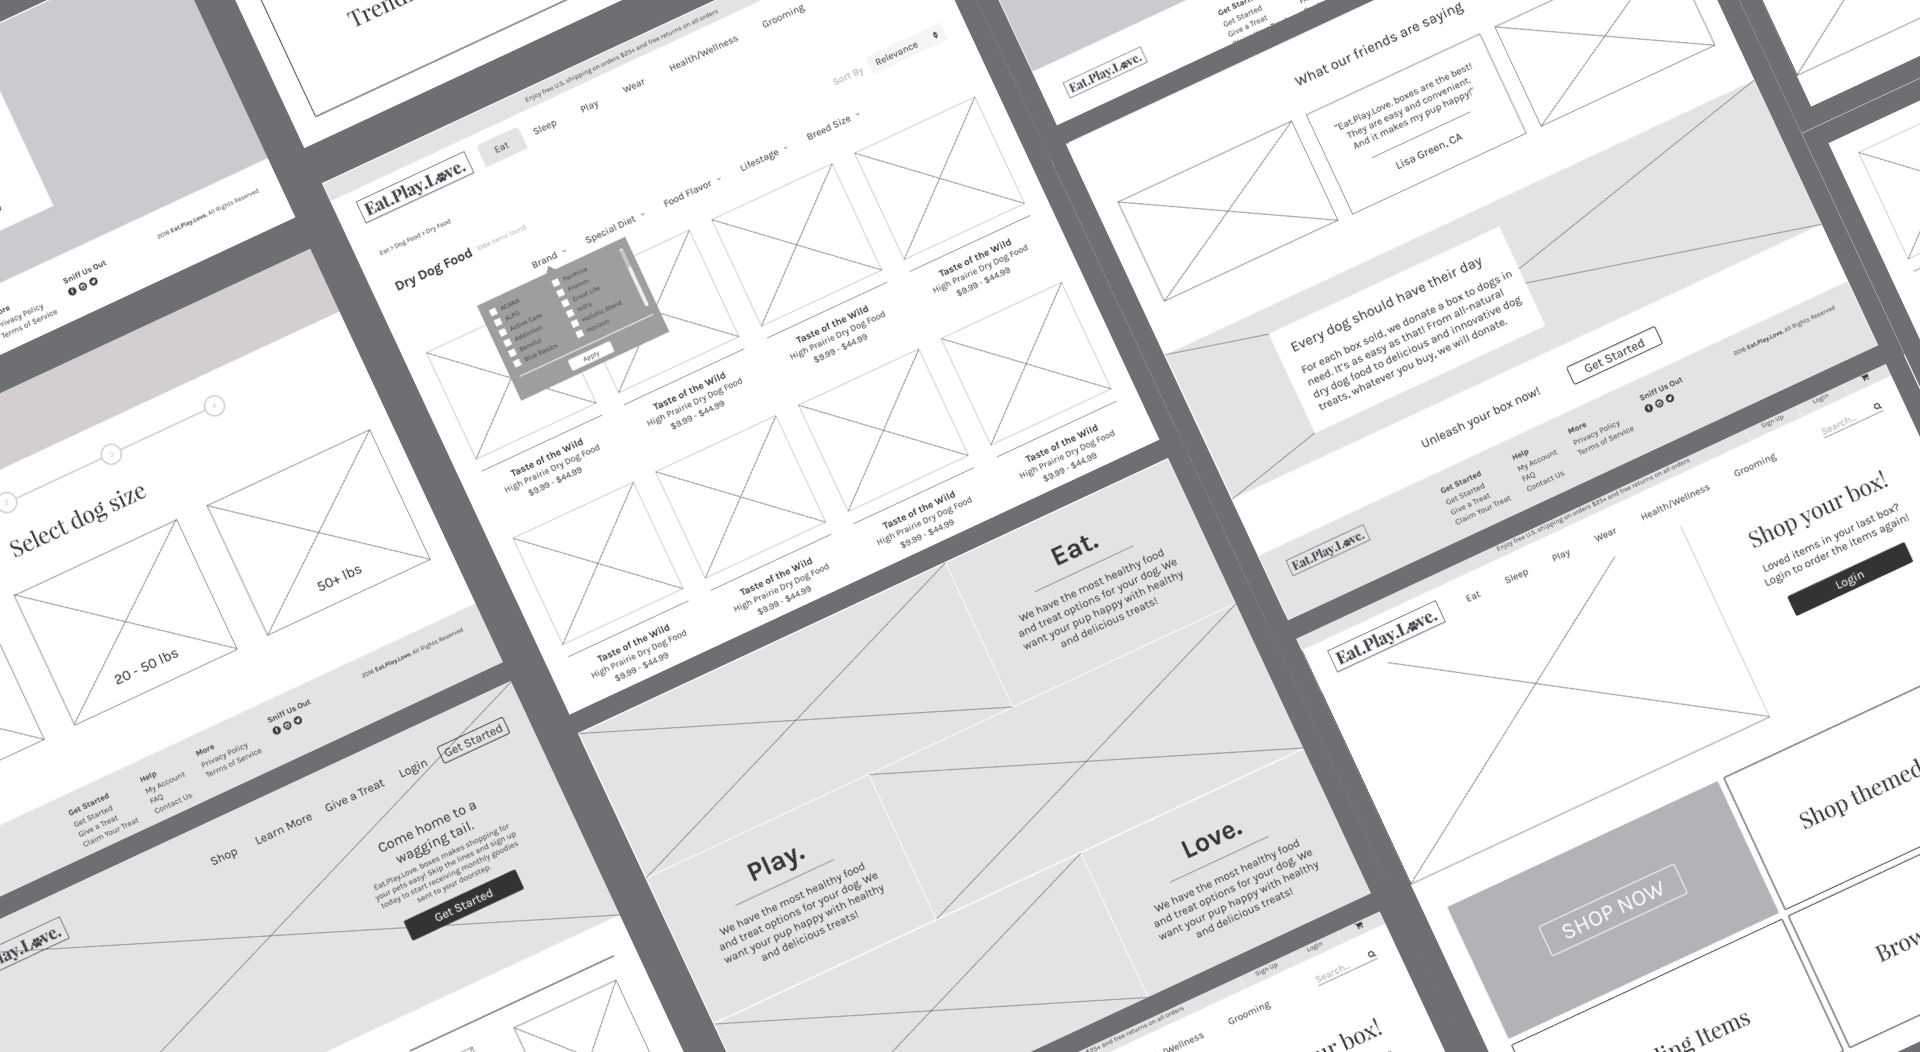 Trend
2016 Eat.Play.Love. All Rights Reserved
Sniff Us Out
Privacy Policy
Terms of Service
2
3
4
Select dog size
20 - 50 lbs
50+ lbs
2016 Eat.Play.Love. All Rights Reserved
Get Started
Get Started
Give a Treat
Claim Your Treat
Help
My Account
FAQ
Contact Us
More
Privacy Policy
Terms of Service
Sniff Us Out
Shop
Learn More
Give a Treat
Login
Get Started
Play.Love.
Come home to a
wagging tail.
Eat.Play.Love. boxes makes shopping for
your pets easy! Skip the lines and sign up
today to start receiving monthly goodies
sent to your doorstep.
Get Started
Enjoy free U.S. shipping on orders $25+ and free returns on all orders
Eat.Play.Love.
Eat
Sleep
Play
Wear
Health/Wellness
Grooming
Sort By
Relevance
Eat > Dog Food > Dry Food
Dry Dog Food
1084 items found
Brand
Special Diet
Food Flavor
Lifestage
Breed Size
ACANA
ALPO
Active Care
Addiction
Beneful
Blue Basics
Farmina
Fromm
Great Life
Hill's
Holistic Blend
Horizon
Apply
Taste of the Wild
High Prairie Dry Dog Food
$9.99 - $44.99
Taste of the Wild
High Prairie Dry Dog Food
$9.99 - $44.99
Taste of the Wild
High Prairie Dry Dog Food
$9.99 - $44.99
Taste of the Wild
High Prairie Dry Dog Food
$9.99 - $44.99
Taste of the Wild
High Prairie Dry Dog Food
$9.99 - $44.99
Taste of the Wild
High Prairie Dry Dog Food
$9.99 - $44.99
Taste of the Wild
High Prairie Dry Dog Food
$9.99 - $44.99
Taste of the Wild
High Prairie Dry Dog Food
$9.99 - $44.99
Eat.
We have the most healthy food
and treat options for your dog. We
want your pup happy with healthy
and delicious treats!
Play.
We have the most healthy food
and treat options for your dog. We
want your pup happy with healthy
and delicious treats!
Love.
We have the most healthy food
and treat options for your dog. We
want your pup happy with healthy
and delicious treats!
$25+ and free returns on all orders
Sign Up
Login
Search...
/Wellness
Grooming
ur box!
Eat.Play.Love.
Get Started
Give a Treat
What our friends are saying
"Eat.Play.Love. boxes are the best!
They are easy and convenient.
And it makes my pup happy!"
Lisa Green, CA
Every dog should have their day
For each box sold, we donate a box to dogs in
need. It's as easy as that! From all-natural
dry dog food to delicious and innovative dog
treats, whatever you buy, we will donate.
Unleash your box now!
Get Started
2016 Eat.Play.Love. All Rights Reserved
Eat.Play.Love.
Get Started
Get Started
Give a Treat
Claim Your Treat
Help
My Account
FAQ
Contact Us
More
Privacy Policy
Terms of Service
Sniff Us Out
Enjoy free U.S. shipping on orders $25+ and free returns on all orders
Sign Up
Login
Search...
Eat.Play.Love.
Eat
Sleep
Play
Wear
Health/Wellness
Grooming
Shop your box!
Loved items in your last box?
Login to order the items again!
Login
SHOP NOW
Shop themed
Brow
ling Items